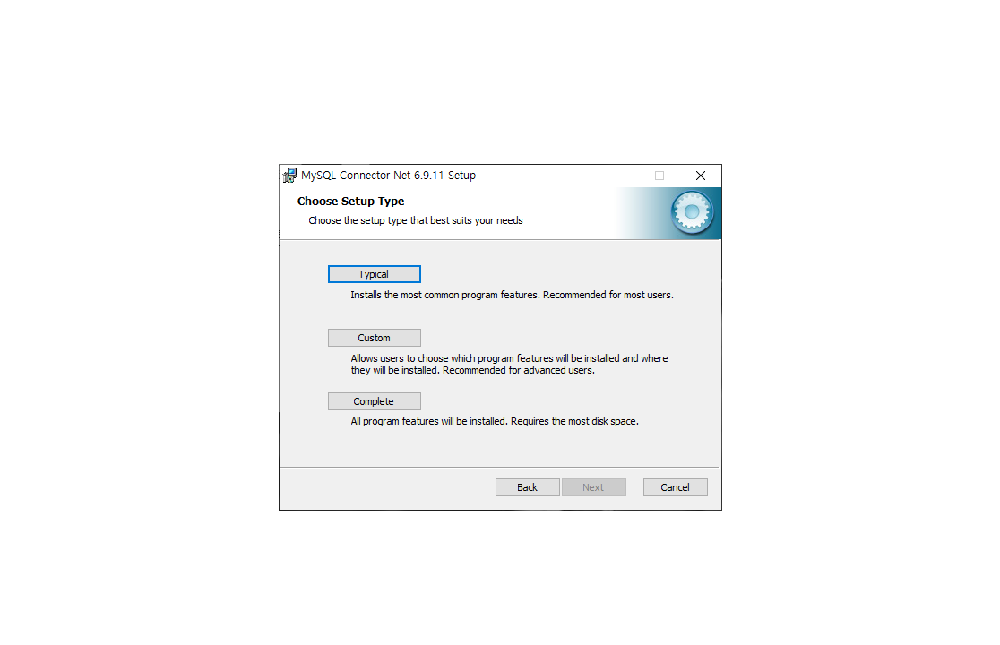 MySQL Connector Net 6.9.11 Setup
Choose Setup Type
Choose the setup type that best suits your needs
Typical
Installs the most common program features. Recommended for most users.
Custom
Allows users to choose which program features will be installed and where
they will be installed. Recommended for advanced users.
Complete
All program features will be installed. Requires the most disk space.
Back
Next
Cancel